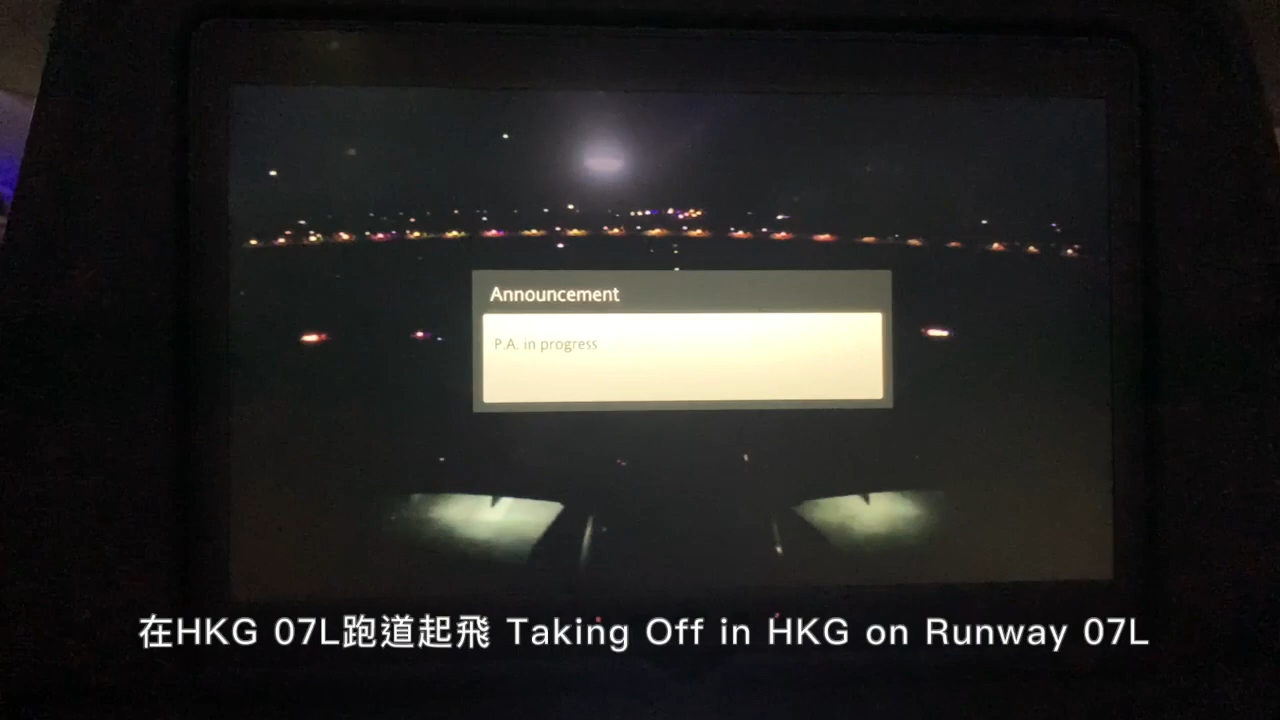 Announcement
P.A. in progress
在HKG 07L跑道起飛 Taking Off in HKG on Runway 07L